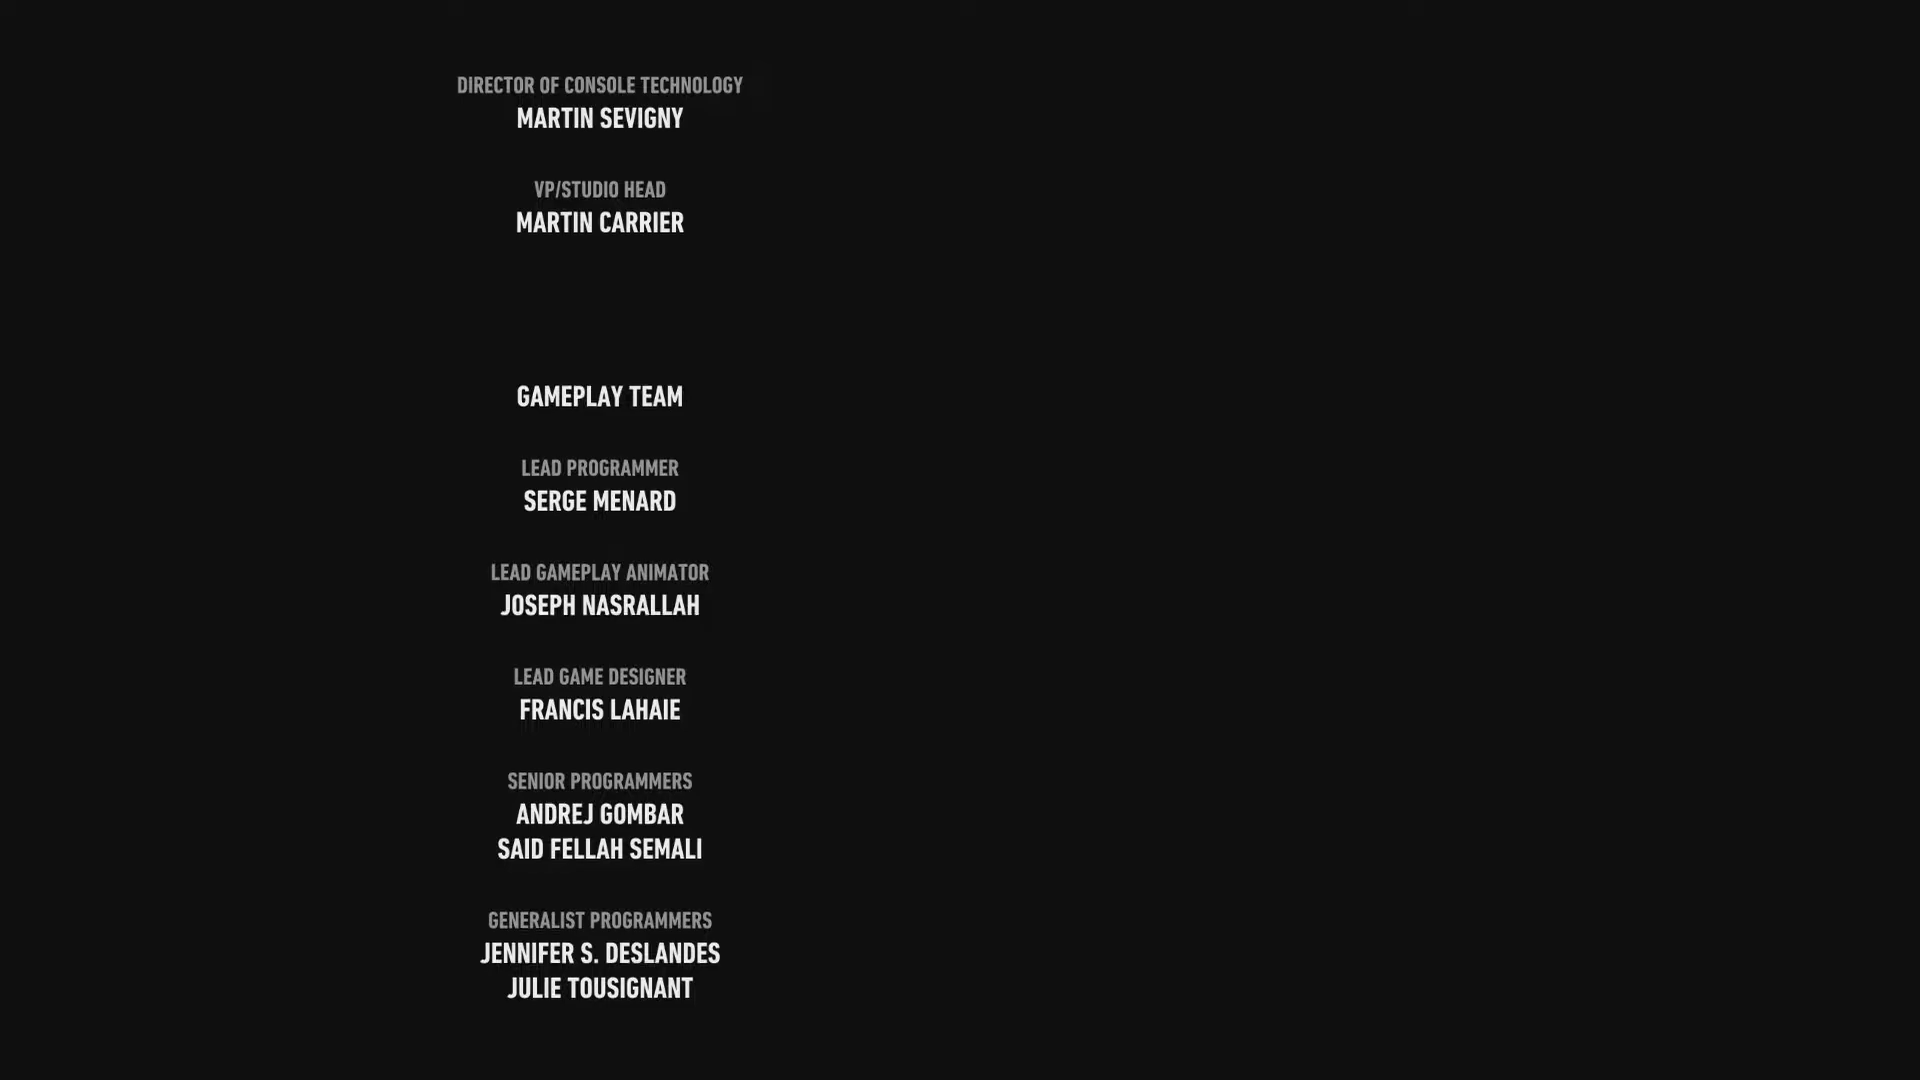 DIRECTOR OF CONSOLE TECHNOLOGY
MARTIN SEVIGNY
VP/STUDIO HEAD
MARTIN CARRIER
GAMEPLAY TEAM
LEAD PROGRAMMER
SERGE MENARD
LEAD GAMEPLAY ANIMATOR
JOSEPH NASRALLAH
LEAD GAME DESIGNER
FRANCIS LAHAIE
SENIOR PROGRAMMERS
ANDREJ GOMBAR
SAID FELLAH SEMALI
GENERALIST PROGRAMMERS
JENNIFER S. DESLANDES
JULIE TOUSIGNANT